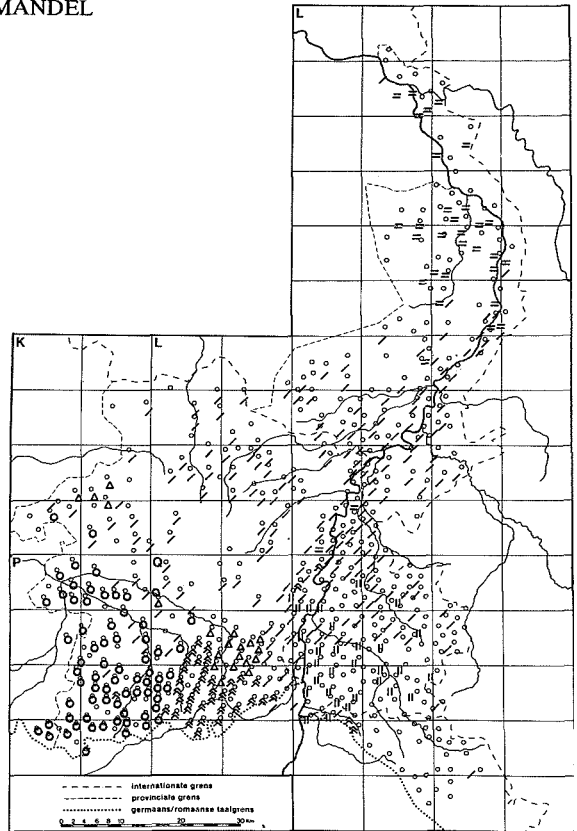 MANDEL
L
K
L
P
Q
internationale grens
provinciale grens
germaans/romaanse taalgrens
0 2 4 6 8 10 20 30 Km